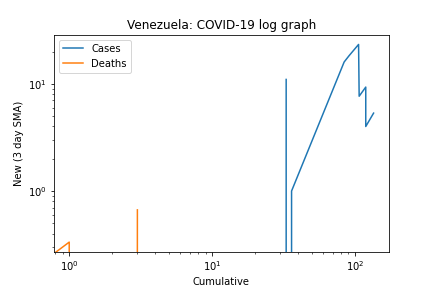 Venezuela: COVID-19 log graph
Cases
Deaths
New (3 day SMA)
10¹
10⁰
10⁰ 10¹ 10²
Cumulative